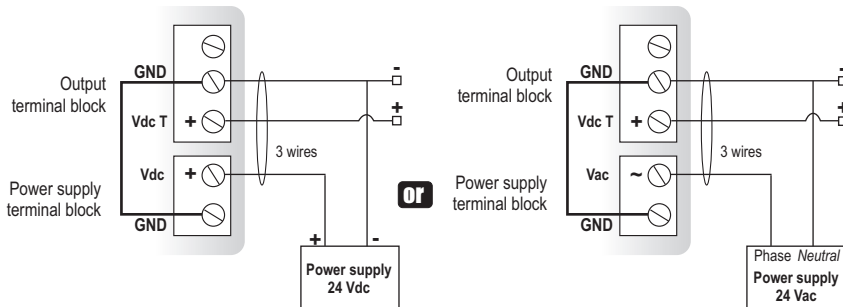 GND
-
Output
terminal block
Vdc T
+
+
3 wires
Vdc
+
Power supply
terminal block
GND
+
-
Power supply
24 Vdc
or
GND
-
Output
terminal block
Vdc T
+
+
3 wires
Vac
~
Power supply
terminal block
GND
Phase Neutral
Power supply
24 Vac